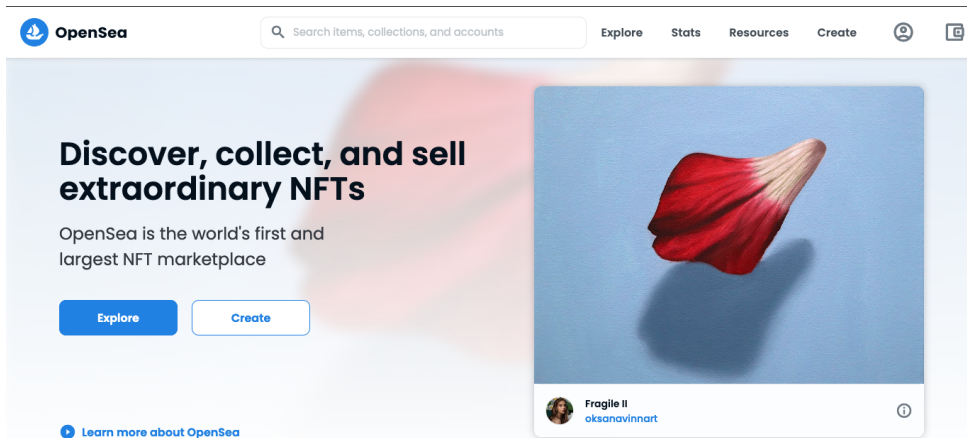 OpenSea
Search items, collections, and accounts
Explore
Stats
Resources
Create
Discover, collect, and sell
extraordinary NFTs
OpenSea is the world's first and
largest NFT marketplace
Explore
Create
Learn more about OpenSea
Fragile II
oksanavinnart